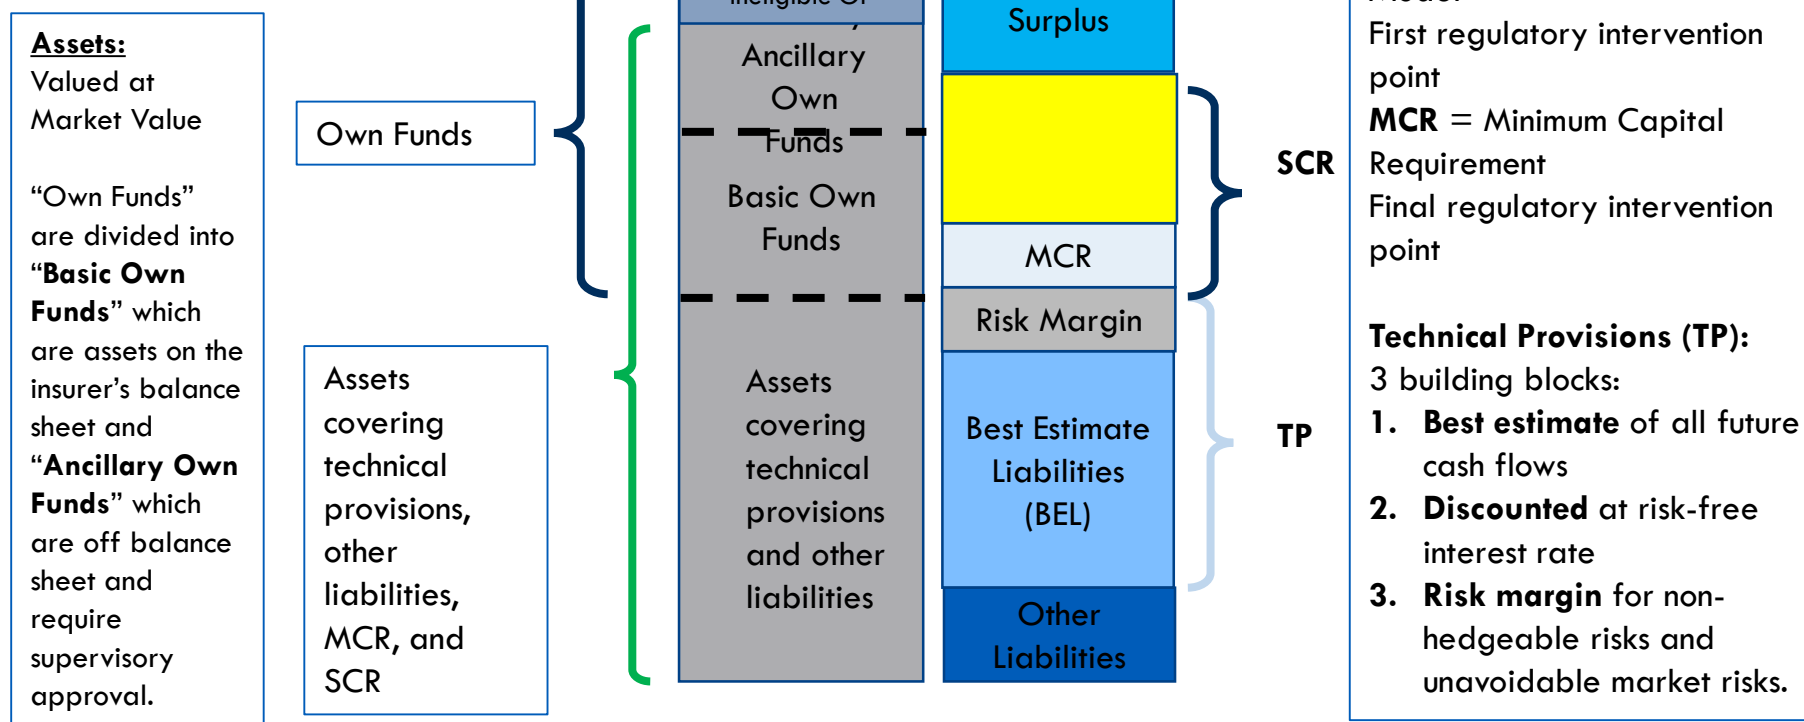 Assets:
Valued at
Market Value
“Own Funds”
are divided into
“Basic Own
Funds” which
are assets on the
insurer’s balance
sheet and
“Ancillary Own
Funds” which
are off balance
sheet and
require
supervisory
approval.
Own Funds
Assets
covering
technical
provisions,
other
liabilities,
MCR, and
SCR
Ancillary
Own
Funds
Basic Own
Funds
Assets
covering
technical
provisions
and other
liabilities
Surplus
MCR
Risk Margin
Best Estimate
Liabilities
(BEL)
Other
Liabilities
SCR
TP
First regulatory intervention
point
MCR = Minimum Capital
Requirement
Final regulatory intervention
point
Technical Provisions (TP):
3 building blocks:
1. Best estimate of all future
cash flows
2. Discounted at risk-free
interest rate
3. Risk margin for non-
hedgeable risks and
unavoidable market risks.